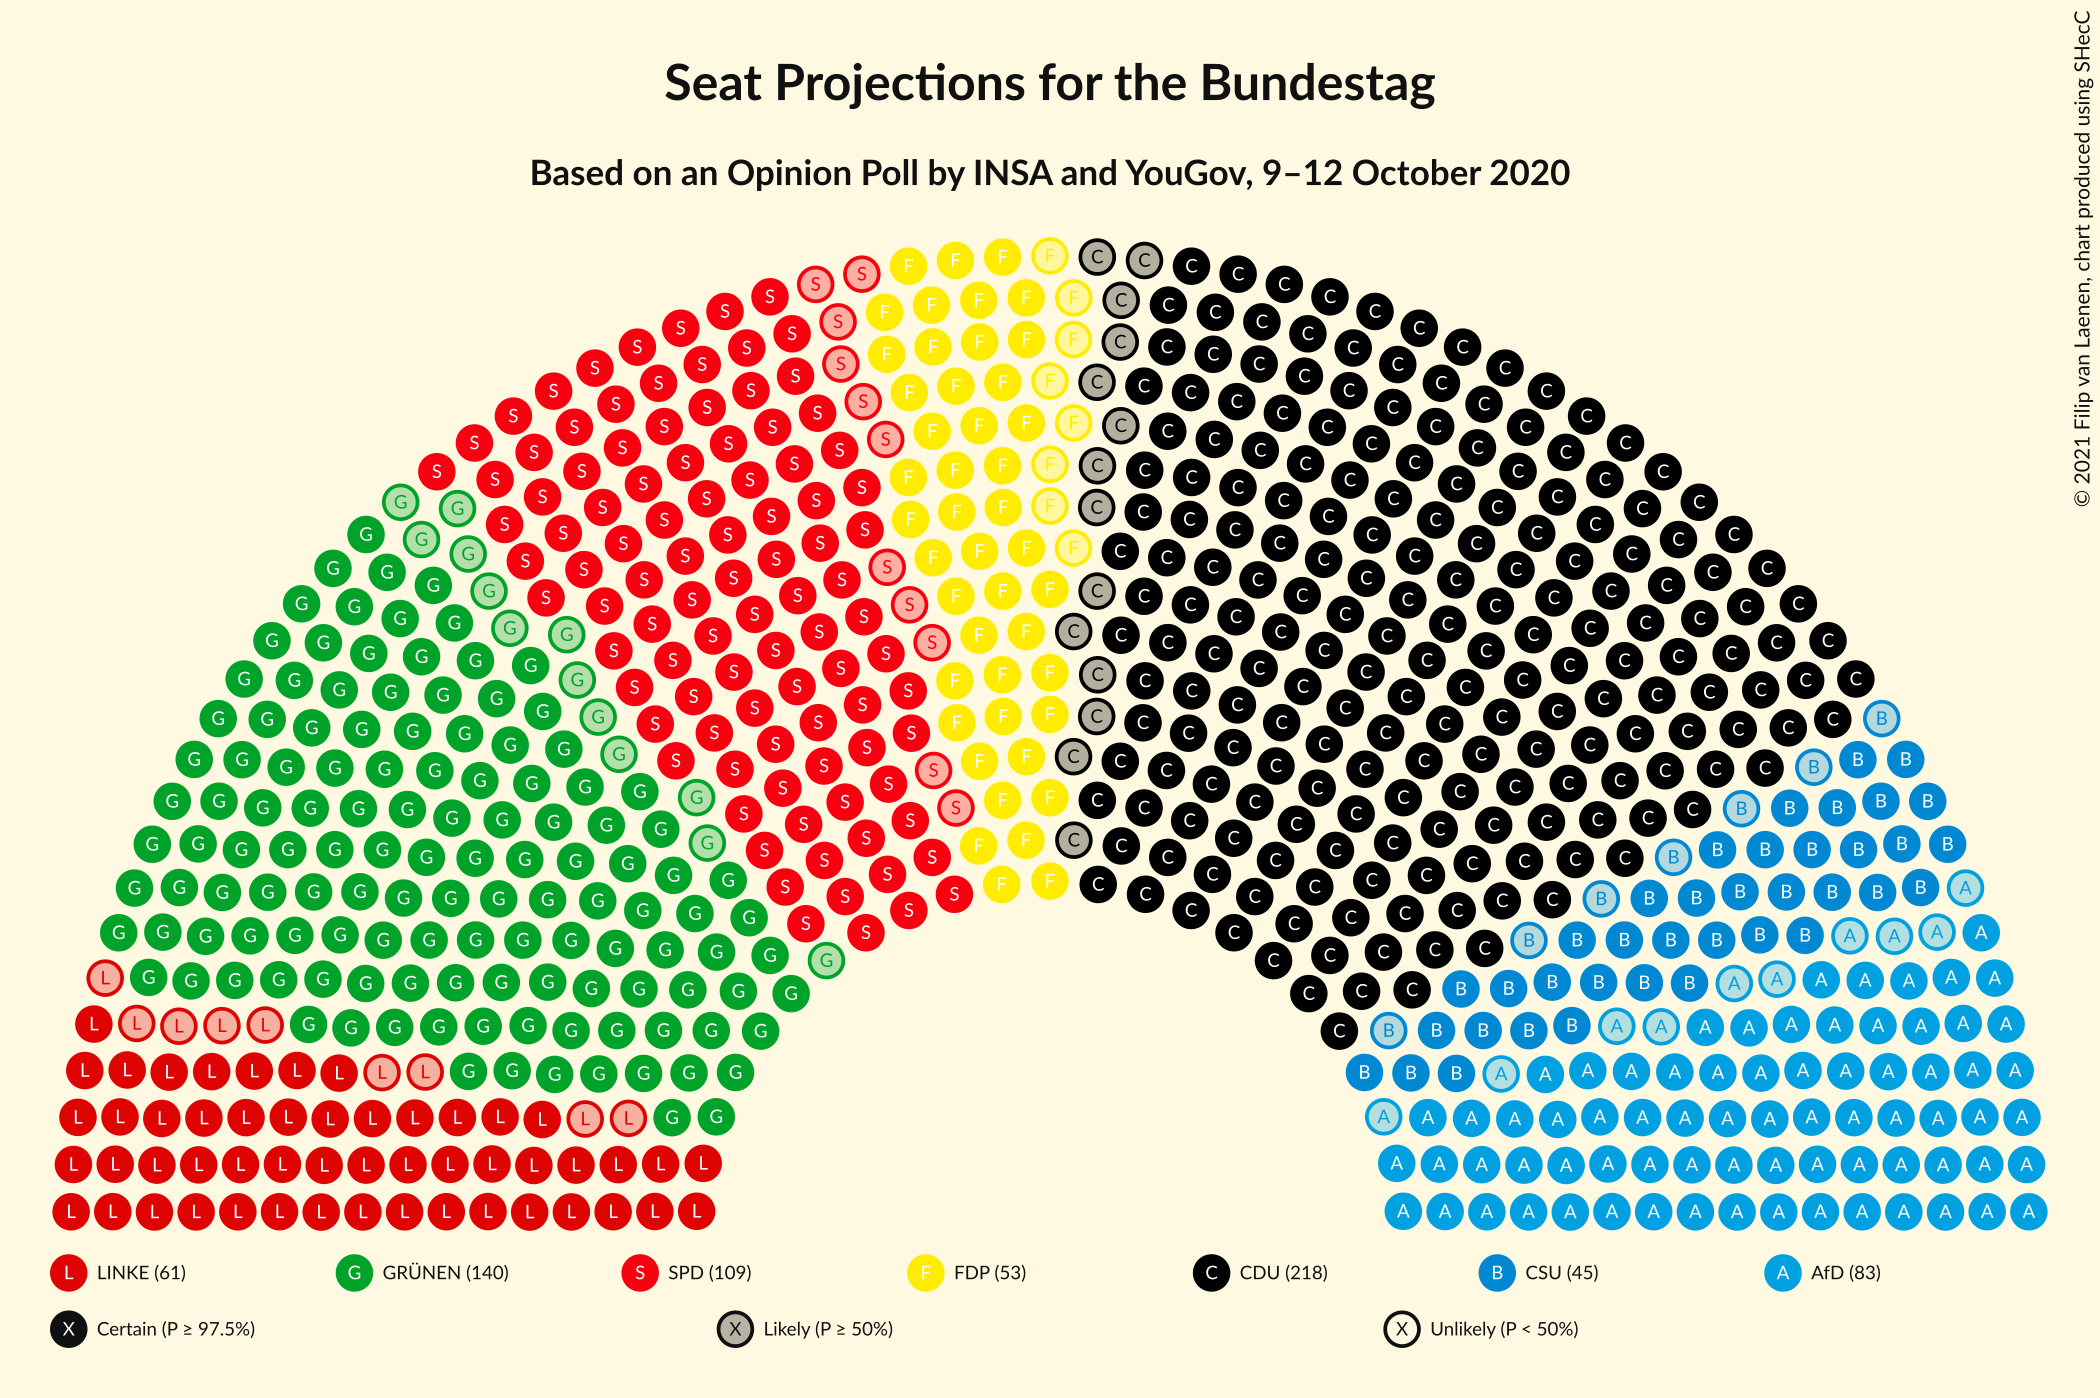 Seat Projections for the Bundestag
Based on an Opinion Poll by INSA and YouGov, 9–12 October 2020
© 2021 Filip van Laenen, chart produced using SHecC
L LINKE (61) G GRÜNEN (140) S SPD (109) F FDP (53) C CDU (218) B CSU (45) A AfD (83)
X Certain (P ≥ 97.5%) X Likely (P ≥ 50%) X Unlikely (P < 50%)